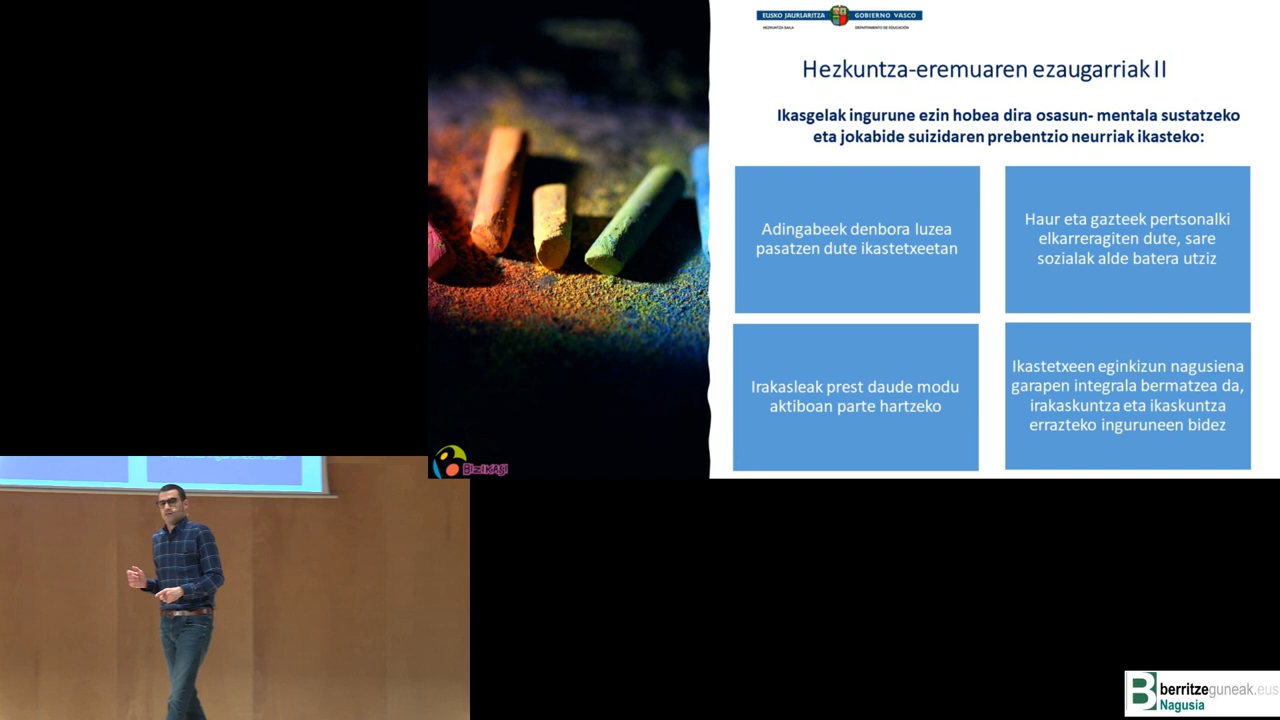 EUSKO JAURLARITZA
GOBIERNO VASCO
HEZKUNTZA SAILA
DEPARTAMENTO DE EDUCACIÓN
Hezkuntza-eremuaren ezaugarriak II
Ikasgelak ingurune ezin hobea dira osasun- mentala sustatzeko
eta jokabide suizidaren prebentzio neurriak ikasteko:
Adingabeek denbora luzea
pasatzen dute ikastetxeetan
Haur eta gazteek pertsonalki
elkarreragiten dute, sare
sozialak alde batera utziz
Irakasleak prest daude modu
aktiboan parte hartzeko
Ikastetxeen eginkizun nagusiena
garapen integrala bermatzea da,
irakaskuntza eta ikaskuntza
errazteko inguruneen bidez
BIZIKASI
berritzeguneak.eus
Nagusia